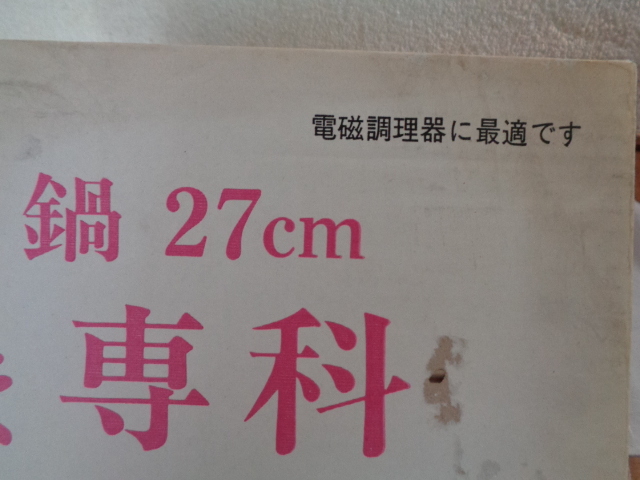 電磁調理器に最適です
鍋 27cm
専科